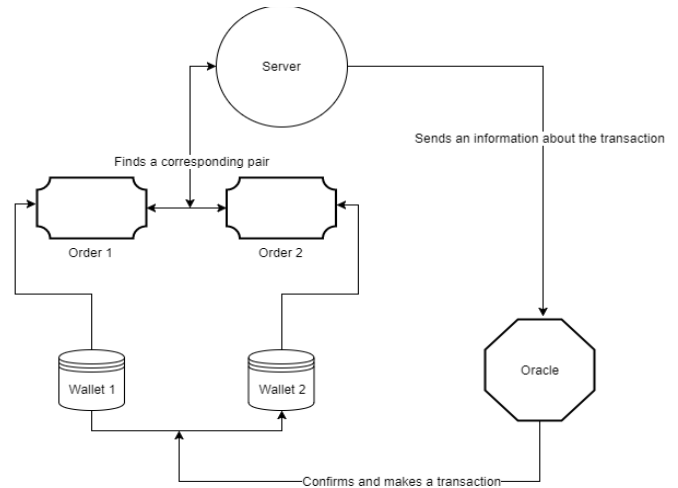 Server
Sends an information about the transaction
Finds a corresponding pair
Order 1
Order 2
Wallet 1
Wallet 2
Oracle
Confirms and makes a transaction